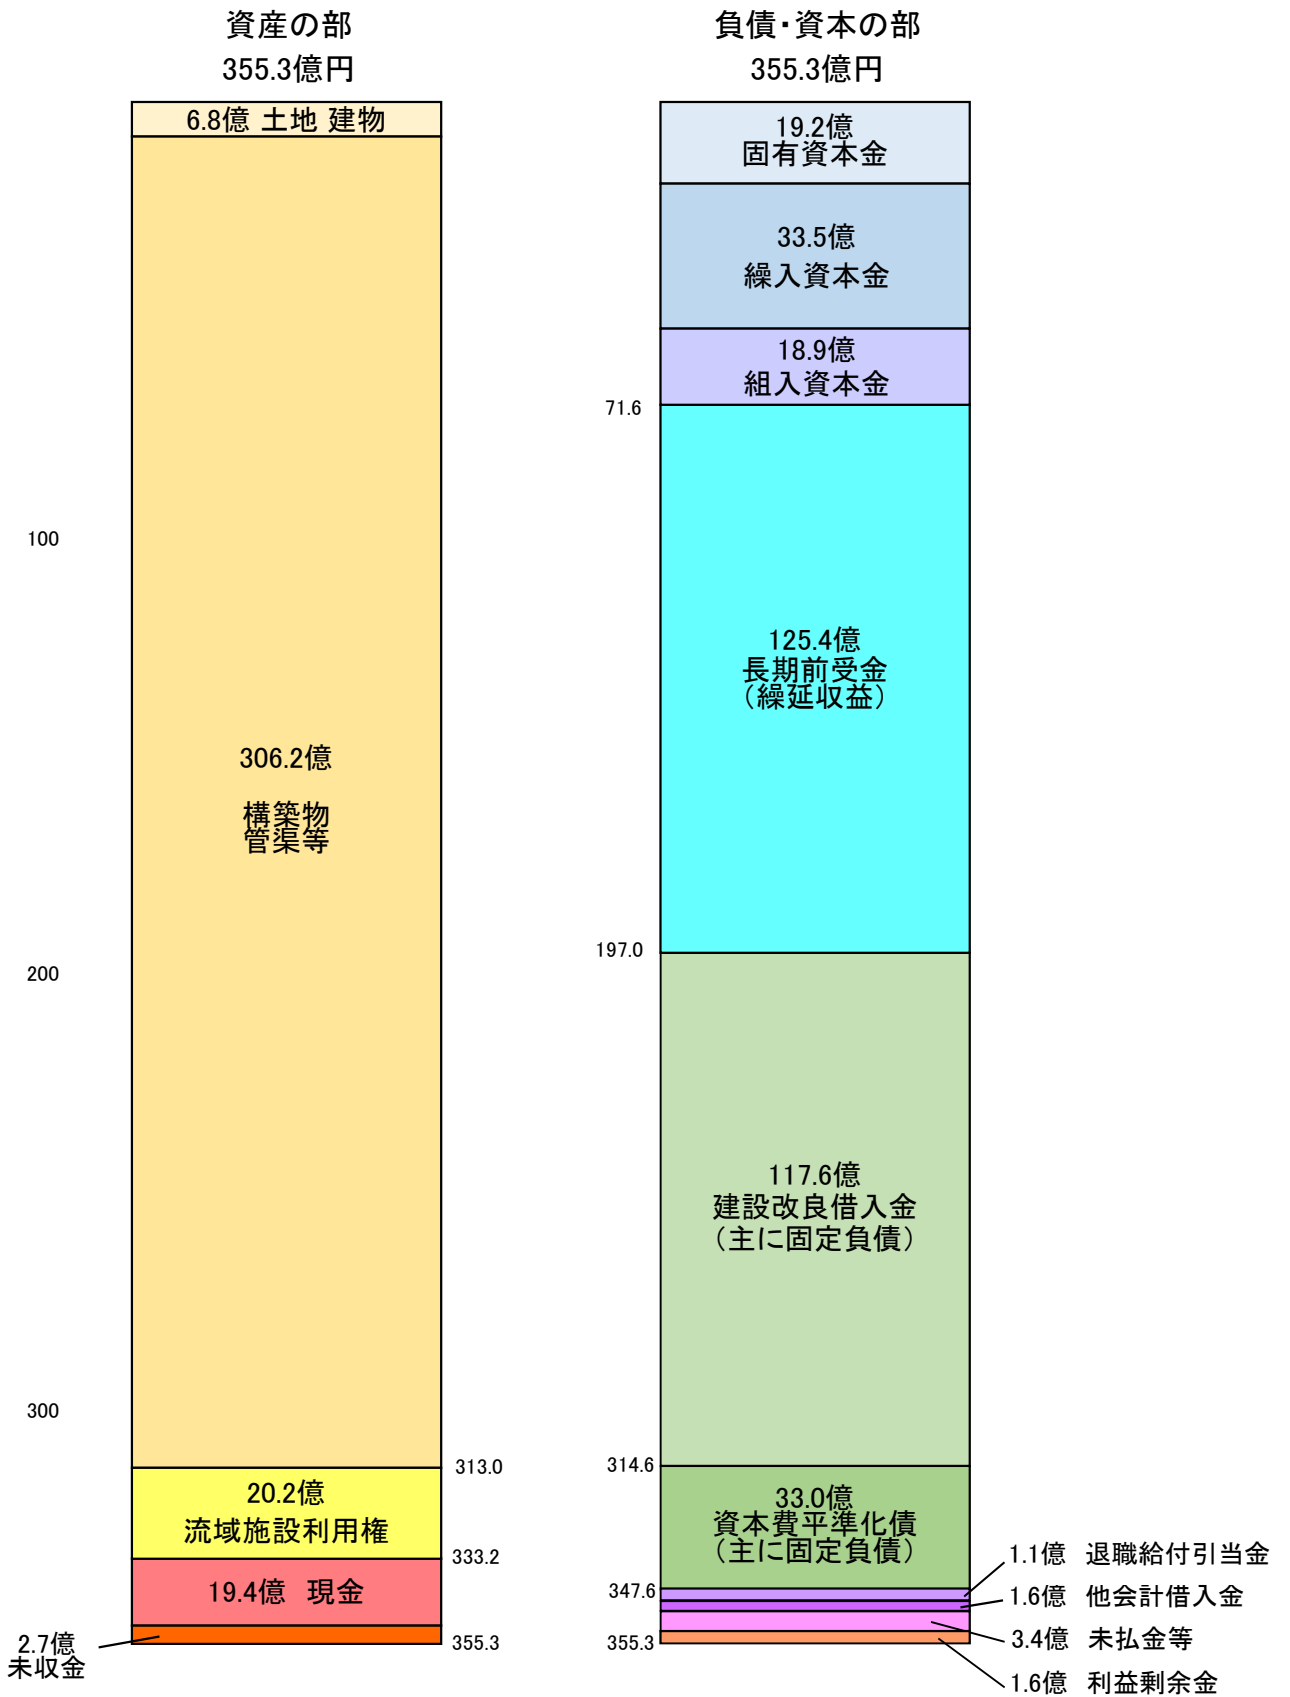 資産の部
355.3億円
6.8億 土地 建物
306.2億
構築物
管渠等
100
200
300
313.0
20.2億
流域施設利用権
333.2
19.4億 現金
2.7億
未収金
355.3
負債・資本の部
355.3億円
19.2億
固有資本金
33.5億
繰入資本金
18.9億
組入資本金
71.6
125.4億
長期前受金
（繰延収益）
197.0
117.6億
建設改良借入金
（主に固定負債）
314.6
33.0億
資本費平準化債
（主に固定負債）
347.6
355.3
1.1億 退職給付引当金
1.6億 他会計借入金
3.4億 未払金等
1.6億 利益剰余金